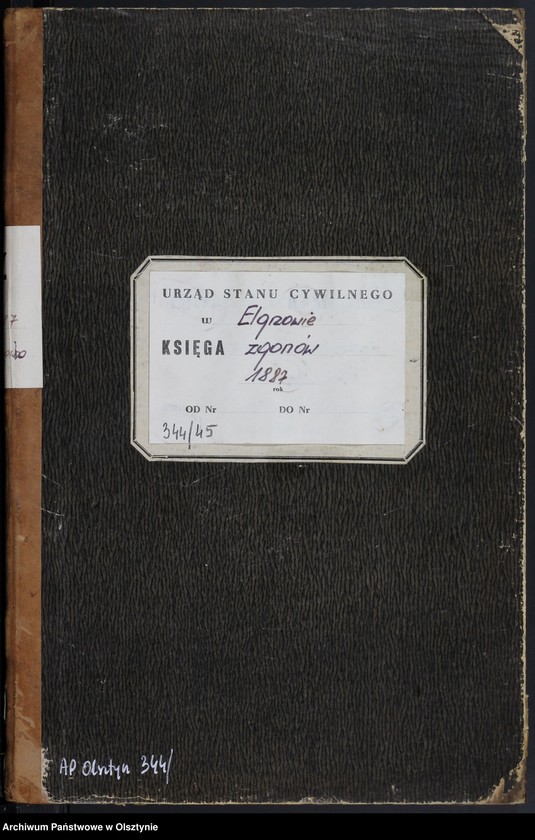 URZĄD STANU CYWILNEGO
w Elgnowie
KSIĘGA zgonów
1887
rok
OD Nr DO Nr
344/45
7
AP Olsztyn 344/
Archiwum Państwowe w Olsztynie